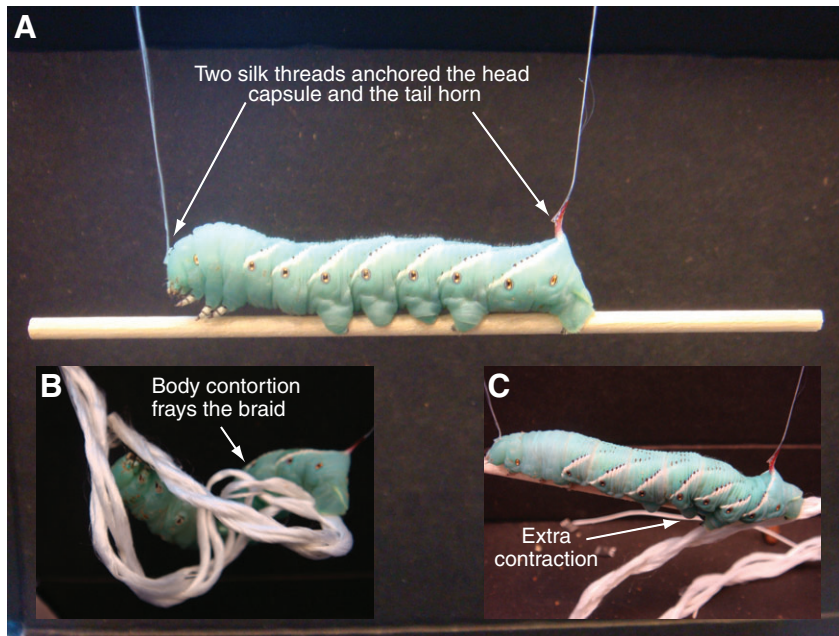 A
Two silk threads anchored the head
capsule and the tail horn
B
Body contortion
frays the braid
C
Extra
contraction